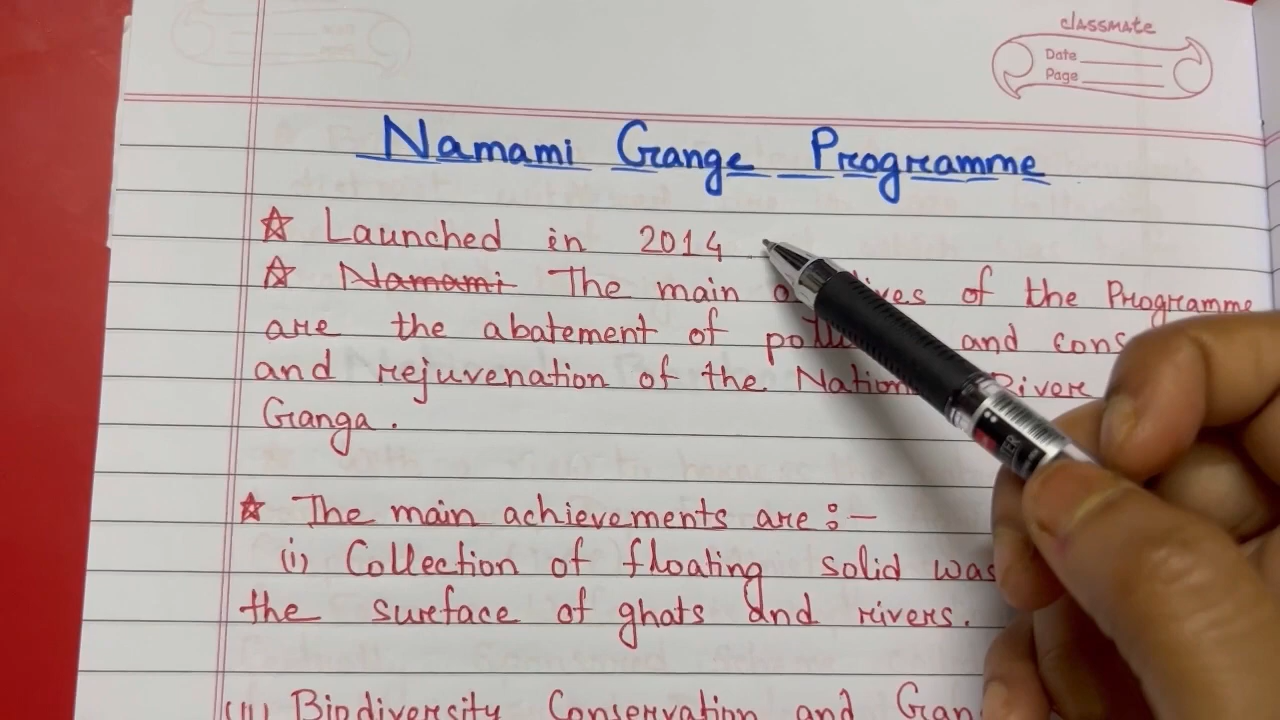 classmate
Date
Page
Namami Gange Programme
☆ Launched in 2014
☆ Namami The main of the Programme
are the abatement of and
and rejuvenation of the River
Ganga.
☆ The main achievements are :-
(i) Collection of floating solid
the surface of ghats and rivers.
(ii) Biodiversity Conservation and